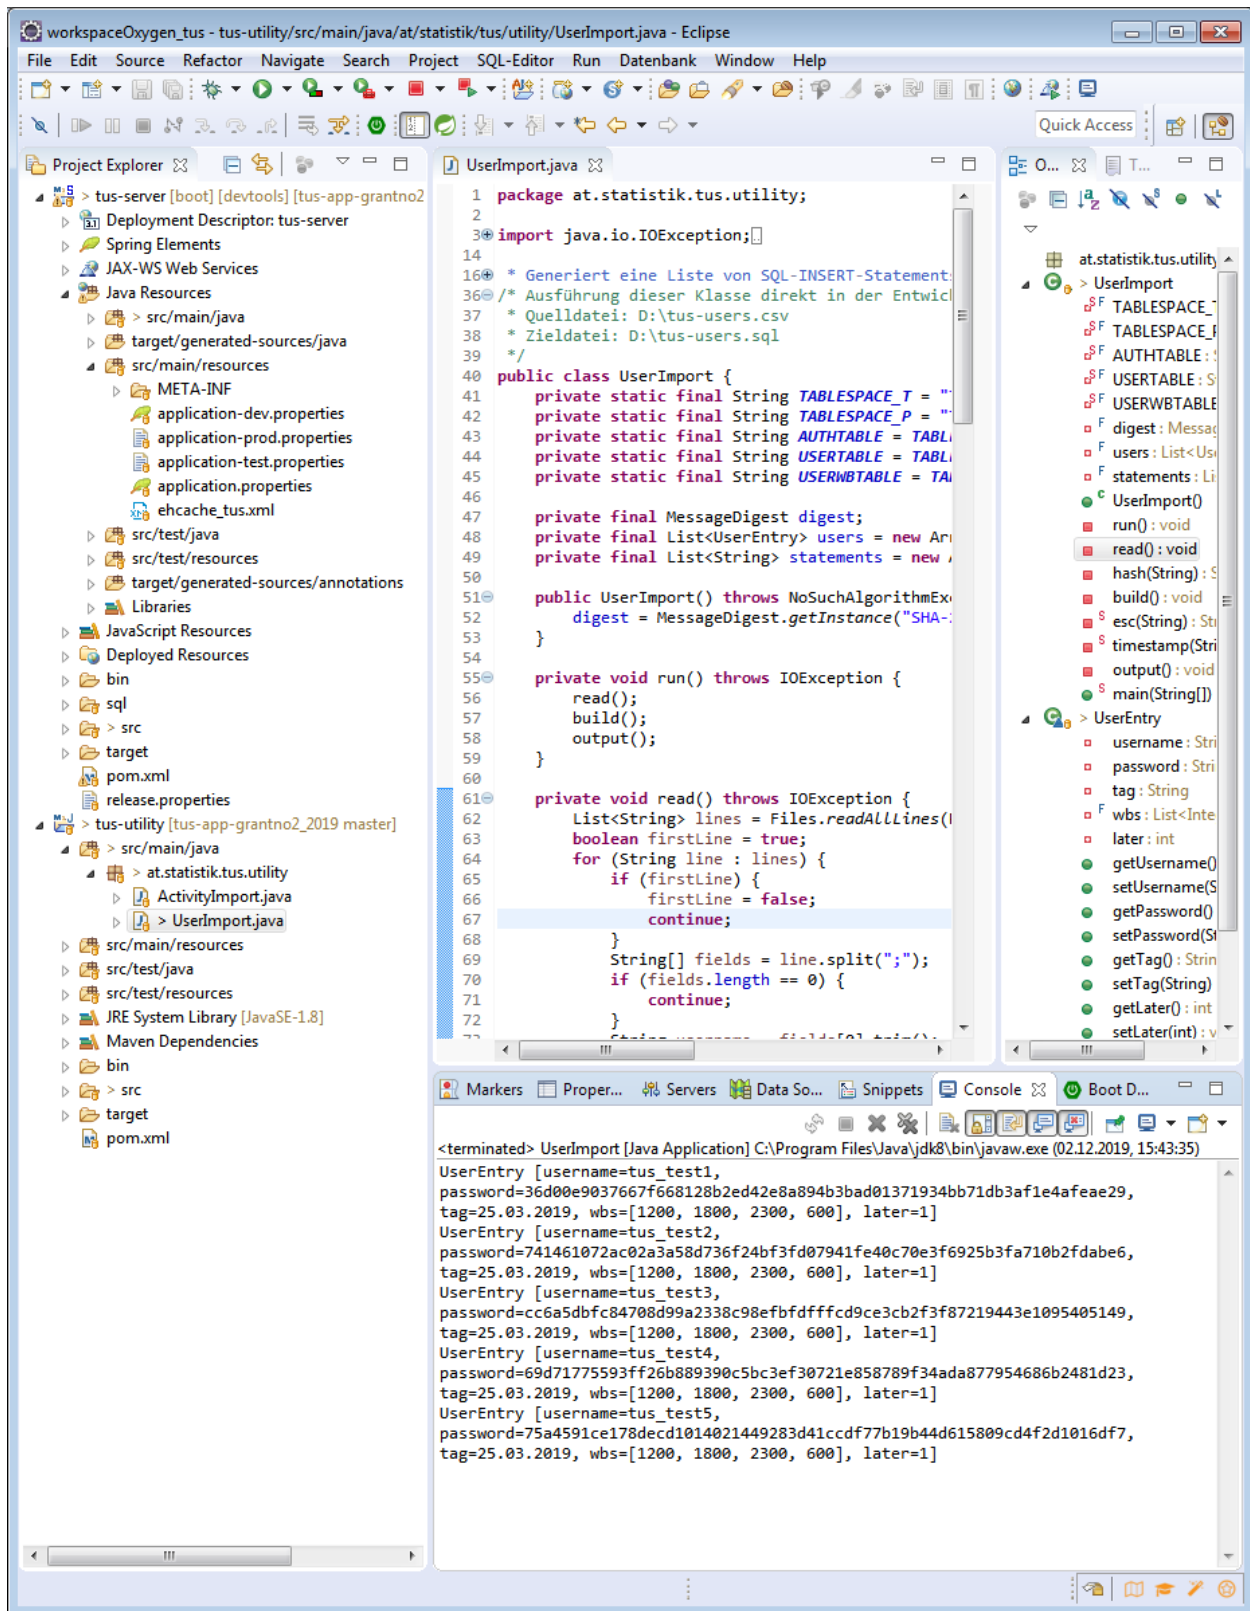 workspaceOxygen_tus - tus-utility/src/main/java/at/statistik/tus/utility/UserImport.java - Eclipse
File Edit Source Refactor Navigate Search Project SQL-Editor Run Datenbank Window Help
Quick Access
Project Explorer
> tus-server [boot] [devtools] [tus-app-grantno2
Deployment Descriptor: tus-server
Spring Elements
JAX-WS Web Services
Java Resources
> src/main/java
target/generated-sources/java
src/main/resources
META-INF
application-dev.properties
application-prod.properties
application-test.properties
application.properties
ehcache_tus.xml
src/test/java
src/test/resources
target/generated-sources/annotations
Libraries
JavaScript Resources
Deployed Resources
bin
sql
> src
target
pom.xml
release.properties
> tus-utility [tus-app-grantno2_2019 master]
> src/main/java
> at.statistik.tus.utility
ActivityImport.java
> UserImport.java
src/main/resources
src/test/java
src/test/resources
JRE System Library [JavaSE-1.8]
Maven Dependencies
bin
> src
target
pom.xml
UserImport.java
1 package at.statistik.tus.utility;
2
3 import java.io.IOException;
14
16 * Generiert eine Liste von SQL-INSERT-Statement
36 /* Ausführung dieser Klasse direkt in der Entwic
37 * Quelldatei: D:\tus-users.csv
38 * Zieldatei: D:\tus-users.sql
39 */
40 public class UserImport {
41 private static final String TABLESPACE_T = "
42 private static final String TABLESPACE_P = "
43 private static final String AUTHTABLE = TABL
44 private static final String USERTABLE = TABL
45 private static final String USERWBTABLE = TA
46
47 private final MessageDigest digest;
48 private final List<UserEntry> users = new Ar
49 private final List<String> statements = new
50
51 public UserImport() throws NoSuchAlgorithmEx
52 digest = MessageDigest.getInstance("SHA-
53 }
54
55 private void run() throws IOException {
56 read();
57 build();
58 output();
59 }
60
61 private void read() throws IOException {
62 List<String> lines = Files.readAllLines(
63 boolean firstLine = true;
64 for (String line : lines) {
65 if (firstLine) {
66 firstLine = false;
67 continue;
68 }
69 String[] fields = line.split(";");
70 if (fields.length == 0) {
71 continue;
72 }
O...
T...
at.statistik.tus.utility
> UserImport
TABLESPACE_T
TABLESPACE_P
AUTHTABLE :
USERTABLE : S
USERWBTABLE
digest : Messag
users : List<Use
statements : Li
UserImport()
run() : void
read() : void
hash(String) : S
build() : void
esc(String) : Str
timestamp(Stri
output() : void
main(String[])
> UserEntry
username : Stri
password : Stri
tag : String
wbs : List<Inte
later : int
getUsername()
setUsername(S
getPassword()
setPassword(St
getTag() : Strin
setTag(String)
getLater() : int
setLater(int) : v
Markers Proper... Servers Data So... Snippets Console Boot D...
<terminated> UserImport [Java Application] C:\Program Files\Java\jdk8\bin\javaw.exe (02.12.2019, 15:43:35)
UserEntry [username=tus_test1,
password=36d00e9037667f668128b2ed42e8a894b3bad01371934bb71db3af1e4afeae29,
tag=25.03.2019, wbs=[1200, 1800, 2300, 600], later=1]
UserEntry [username=tus_test2,
password=741461072ac02a3a58d736f24bf3fd07941fe40c70e3f6925b3fa710b2fdabe6,
tag=25.03.2019, wbs=[1200, 1800, 2300, 600], later=1]
UserEntry [username=tus_test3,
password=cc6a5dbfc84708d99a2338c98efbfdfffcd9ce3cb2f3f87219443e1095405149,
tag=25.03.2019, wbs=[1200, 1800, 2300, 600], later=1]
UserEntry [username=tus_test4,
password=69d71775593ff26b889390c5bc3ef30721e858789f34ada877954686b2481d23,
tag=25.03.2019, wbs=[1200, 1800, 2300, 600], later=1]
UserEntry [username=tus_test5,
password=75a4591ce178decd1014021449283d41ccdf77b19b44d615809cd4f2d1016df7,
tag=25.03.2019, wbs=[1200, 1800, 2300, 600], later=1]